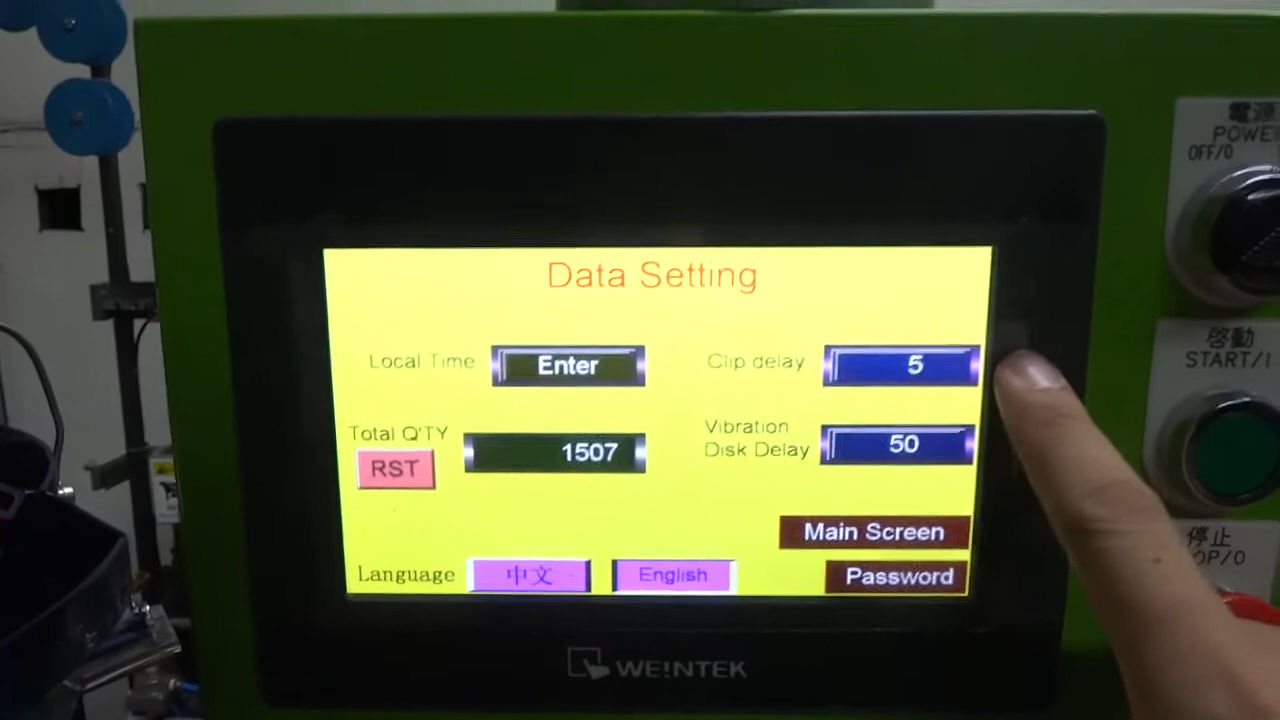 電源
POWE
OFF/0
Data Setting
Local Time
Enter
Clip delay
5
啓動
START/I
Total Q'TY
RST
1507
Vibration
Disk Delay
50
Main Screen
停止
OP/0
Language
中文
English
Password
WEINTEK